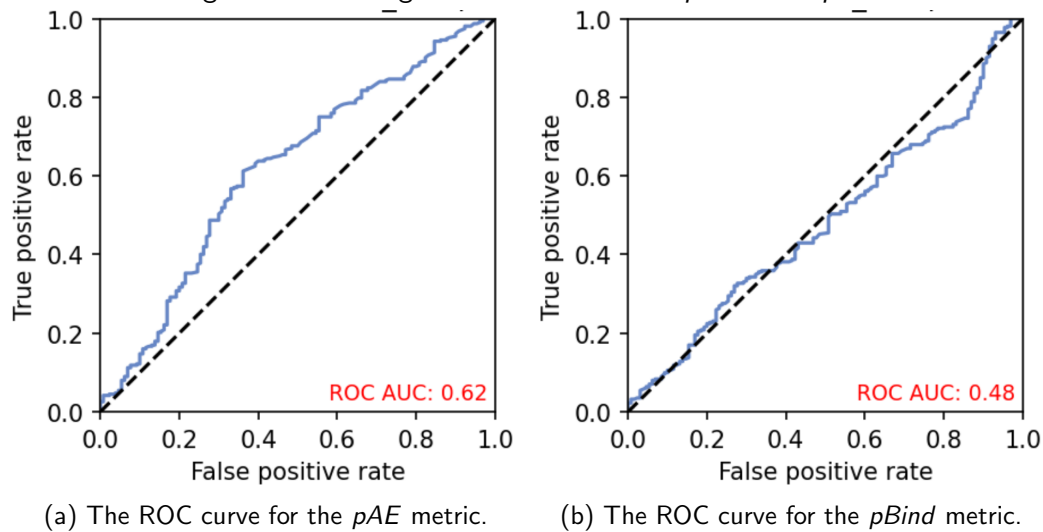 1.0
0.8
0.6
0.4
0.2
0.0
True positive rate
ROC AUC: 0.62
0.0 0.2 0.4 0.6 0.8 1.0
False positive rate
(a) The ROC curve for the pAE metric.
1.0
0.8
0.6
0.4
0.2
0.0
True positive rate
ROC AUC: 0.48
0.0 0.2 0.4 0.6 0.8 1.0
False positive rate
(b) The ROC curve for the pBind metric.